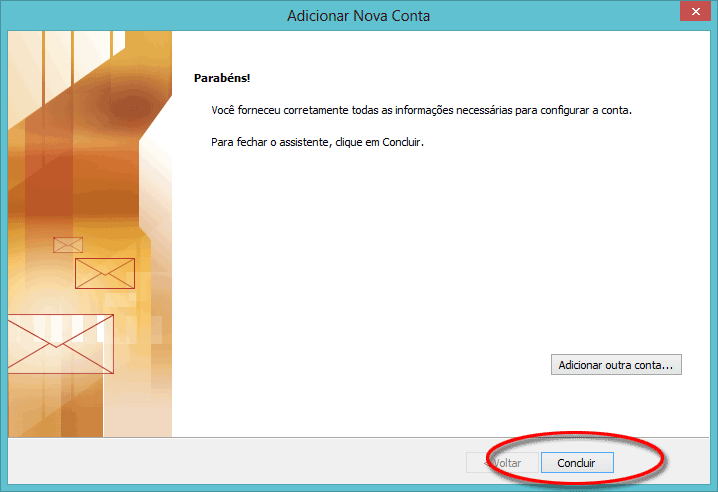 Adicionar Nova Conta
Parabéns!
Você forneceu corretamente todas as informações necessárias para configurar a conta.
Para fechar o assistente, clique em Concluir.
Adicionar outra conta...
< Voltar
Concluir